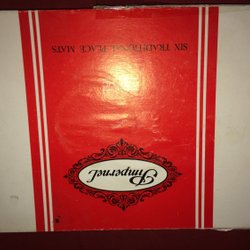 Pimpernel
SIX TRADITIONAL PLACE MATS